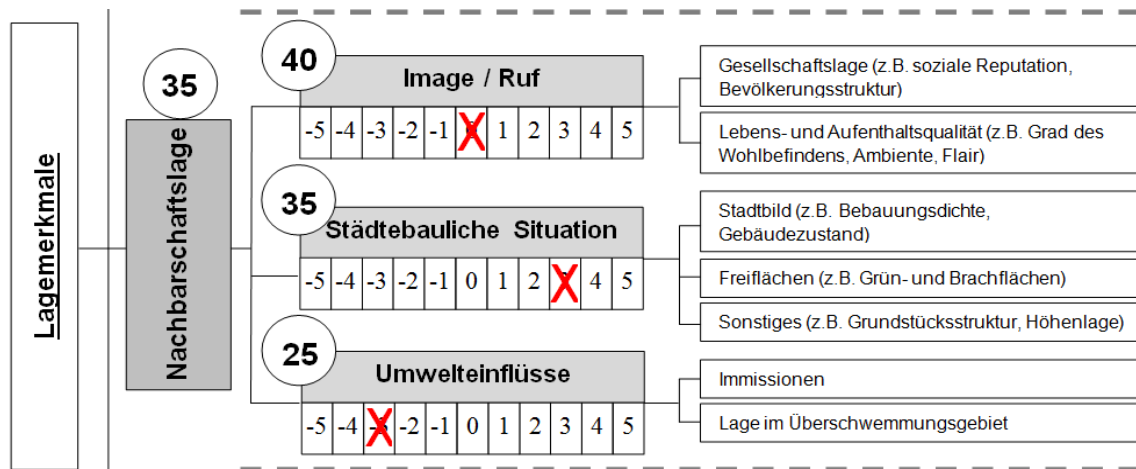 Lagemerkmale
35
Nachbarschaftslage
40
Image / Ruf
-5 -4 -3 -2 -1 0 1 2 3 4 5
Gesellschaftslage (z.B. soziale Reputation,
Bevölkerungsstruktur)
Lebens- und Aufenthaltsqualität (z.B. Grad des
Wohlbefindens, Ambiente, Flair)
35
Städtebauliche Situation
-5 -4 -3 -2 -1 0 1 2 3 4 5
Stadtbild (z.B. Bebauungsdichte,
Gebäudezustand)
Freiflächen (z.B. Grün- und Brachflächen)
Sonstiges (z.B. Grundstücksstruktur, Höhenlage)
25
Umwelteinflüsse
-5 -4 -3 -2 -1 0 1 2 3 4 5
Immissionen
Lage im Überschwemmungsgebiet